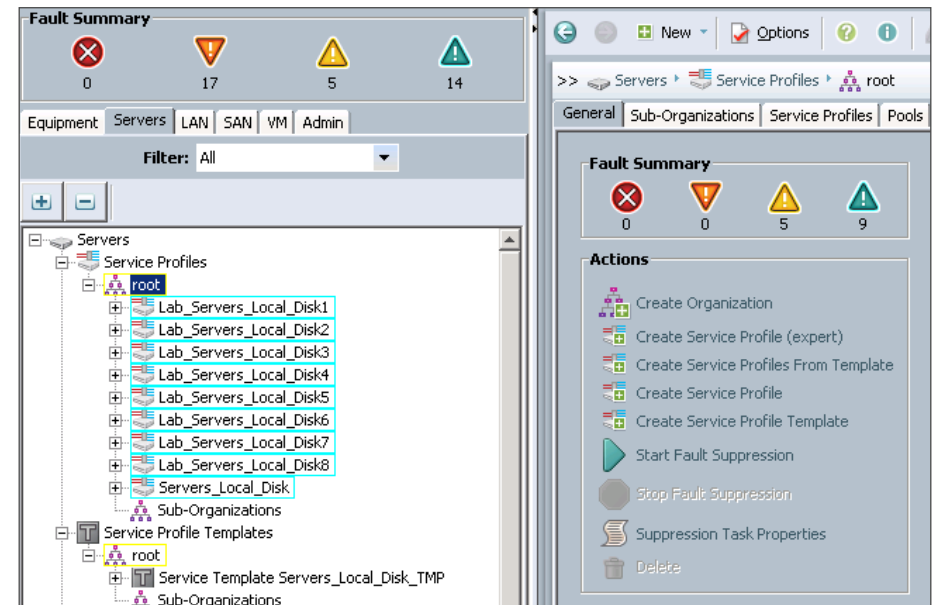 Fault Summary
0 17 5 14
Equipment Servers LAN SAN VM Admin
Filter: All
Servers
Service Profiles
root
Lab_Servers_Local_Disk1
Lab_Servers_Local_Disk2
Lab_Servers_Local_Disk3
Lab_Servers_Local_Disk4
Lab_Servers_Local_Disk5
Lab_Servers_Local_Disk6
Lab_Servers_Local_Disk7
Lab_Servers_Local_Disk8
Servers_Local_Disk
Sub-Organizations
Service Profile Templates
root
Service Template Servers_Local_Disk_TMP
Sub-Organizations
New Options
>> Servers Service Profiles root
General Sub-Organizations Service Profiles Pools
Fault Summary
0 0 5 9
Actions
Create Organization
Create Service Profile (expert)
Create Service Profiles From Template
Create Service Profile
Create Service Profile Template
Start Fault Suppression
Stop Fault Suppression
Suppression Task Properties
Delete